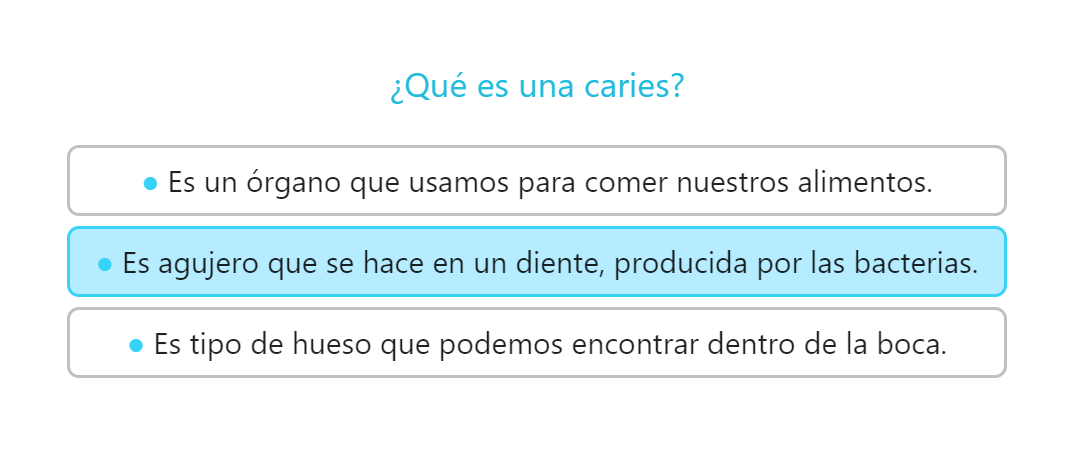 ¿Qué es una caries?
● Es un órgano que usamos para comer nuestros alimentos.
● Es agujero que se hace en un diente, producida por las bacterias.
● Es tipo de hueso que podemos encontrar dentro de la boca.